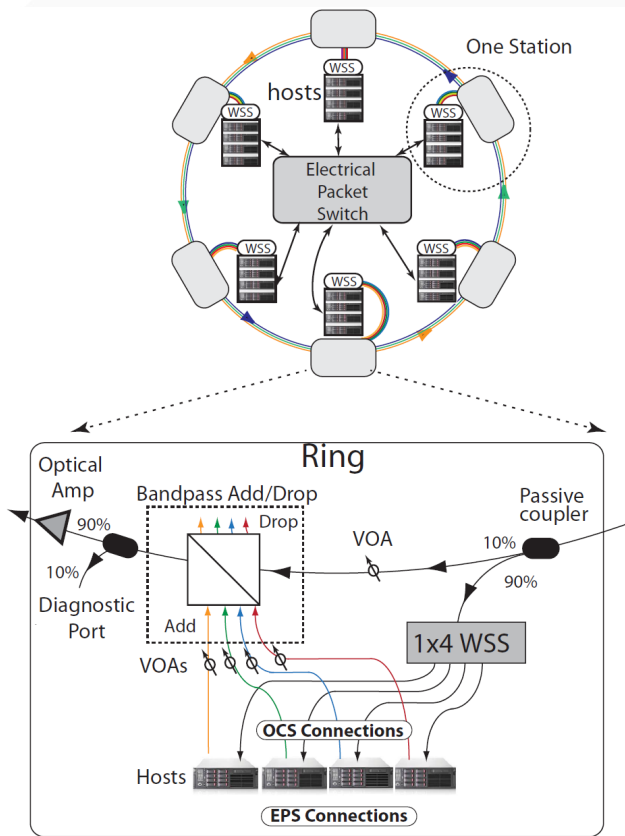 WSS
One Station
hosts
WSS
WSS
Electrical
Packet
Switch
WSS
WSS
WSS
Ring
Optical
Amp
Bandpass Add/Drop
Passive
coupler
90%
Drop
VOA
10%
90%
10%
Diagnostic
Port
Add
1x4 WSS
VOAs
OCS Connections
Hosts
EPS Connections